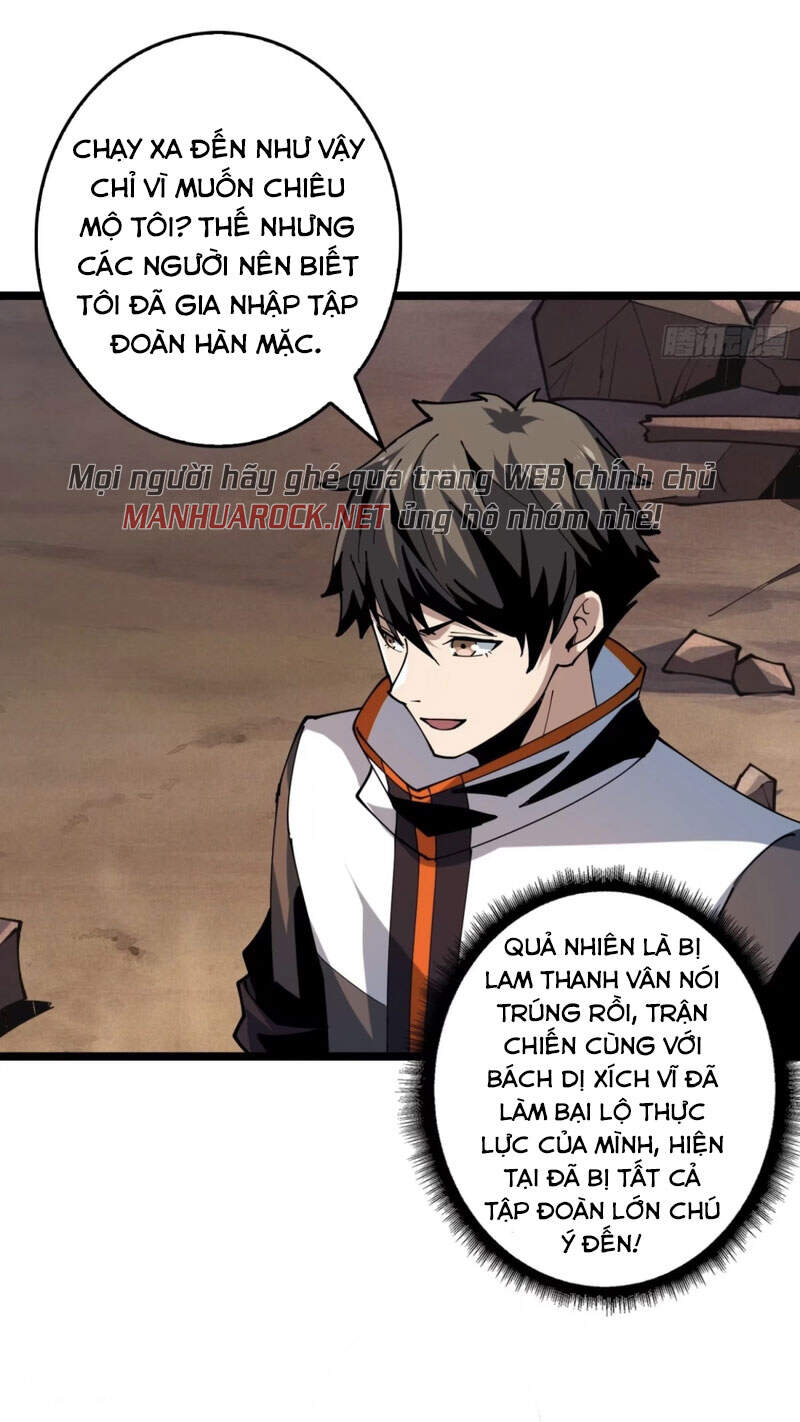 CHẠY XA ĐẾN NHƯ VẬY
CHỈ VÌ MUỐN CHIÊU
MỘ TÔI? THẾ NHƯNG
CÁC NGƯỜI NÊN BIẾT
TÔI ĐÃ GIA NHẬP TẬP
ĐOÀN HÀN MẶC.
Mọi người hãy ghé qua trang WEB chính chủ
MANHUAROCK.NET ủng hộ nhóm nhé!
QUẢ NHIÊN LÀ BỊ
LAM THANH VÂN NÓI
TRÚNG RỒI, TRẬN
CHIẾN CÙNG VỚI
BÁCH DỊ XÍCH VĨ ĐÃ
LÀM BẠI LỘ THỰC
LỰC CỦA MÌNH, HIỆN
TẠI ĐÃ BỊ TẤT CẢ
TẬP ĐOÀN LỚN CHÚ
Ý ĐẾN!